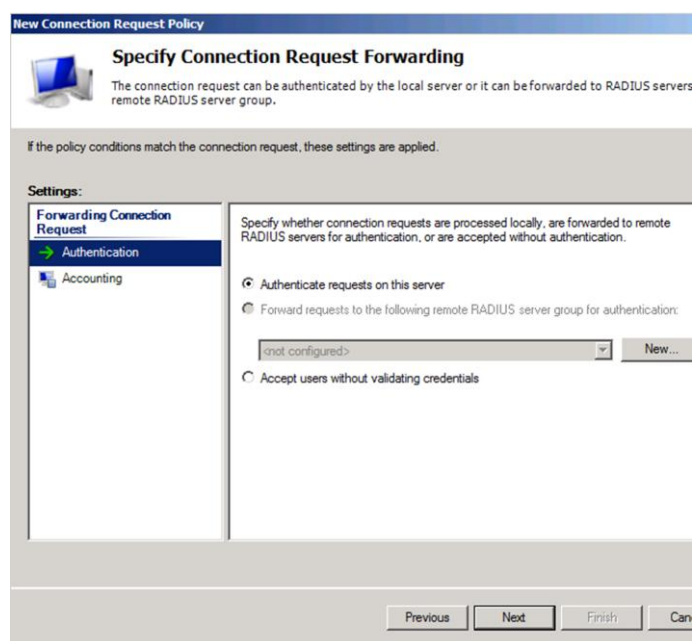 New Connection Request Policy
Specify Connection Request Forwarding
The connection request can be authenticated by the local server or it can be forwarded to RADIUS servers
remote RADIUS server group.
If the policy conditions match the connection request, these settings are applied.
Settings:
Forwarding Connection
Request
Authentication
Accounting
Specify whether connection requests are processed locally, are forwarded to remote
RADIUS servers for authentication, or are accepted without authentication.
Authenticate requests on this server
Forward requests to the following remote RADIUS server group for authentication:
<not configured>
New...
Accept users without validating credentials
Previous
Next
Finish
Can